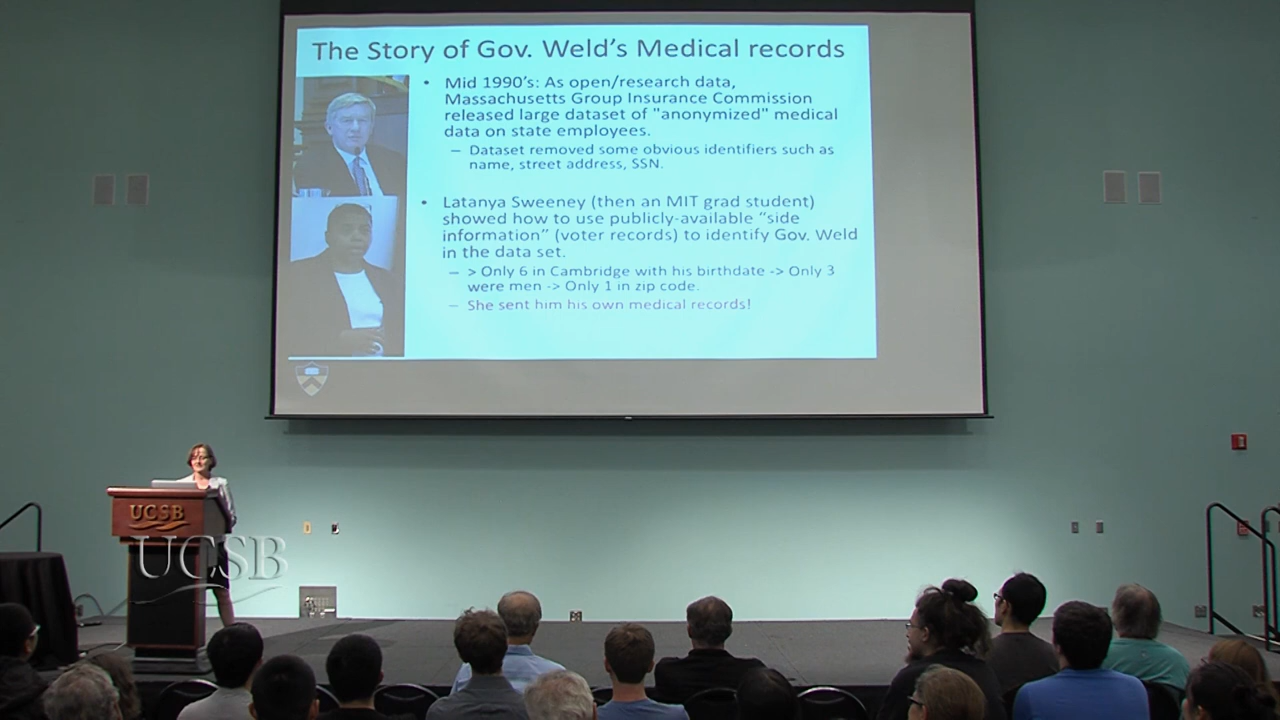 The Story of Gov. Weld's Medical records
• Mid 1990's: As open/research data,
Massachusetts Group Insurance Commission
released large dataset of "anonymized" medical
data on state employees.
– Dataset removed some obvious identifiers such as
name, street address, SSN.
• Latanya Sweeney (then an MIT grad student)
showed how to use publicly-available “side
information” (voter records) to identify Gov. Weld
in the data set.
– > Only 6 in Cambridge with his birthdate -> Only 3
were men -> Only 1 in zip code.
– She sent him his own medical records!
UCSB
UCSB